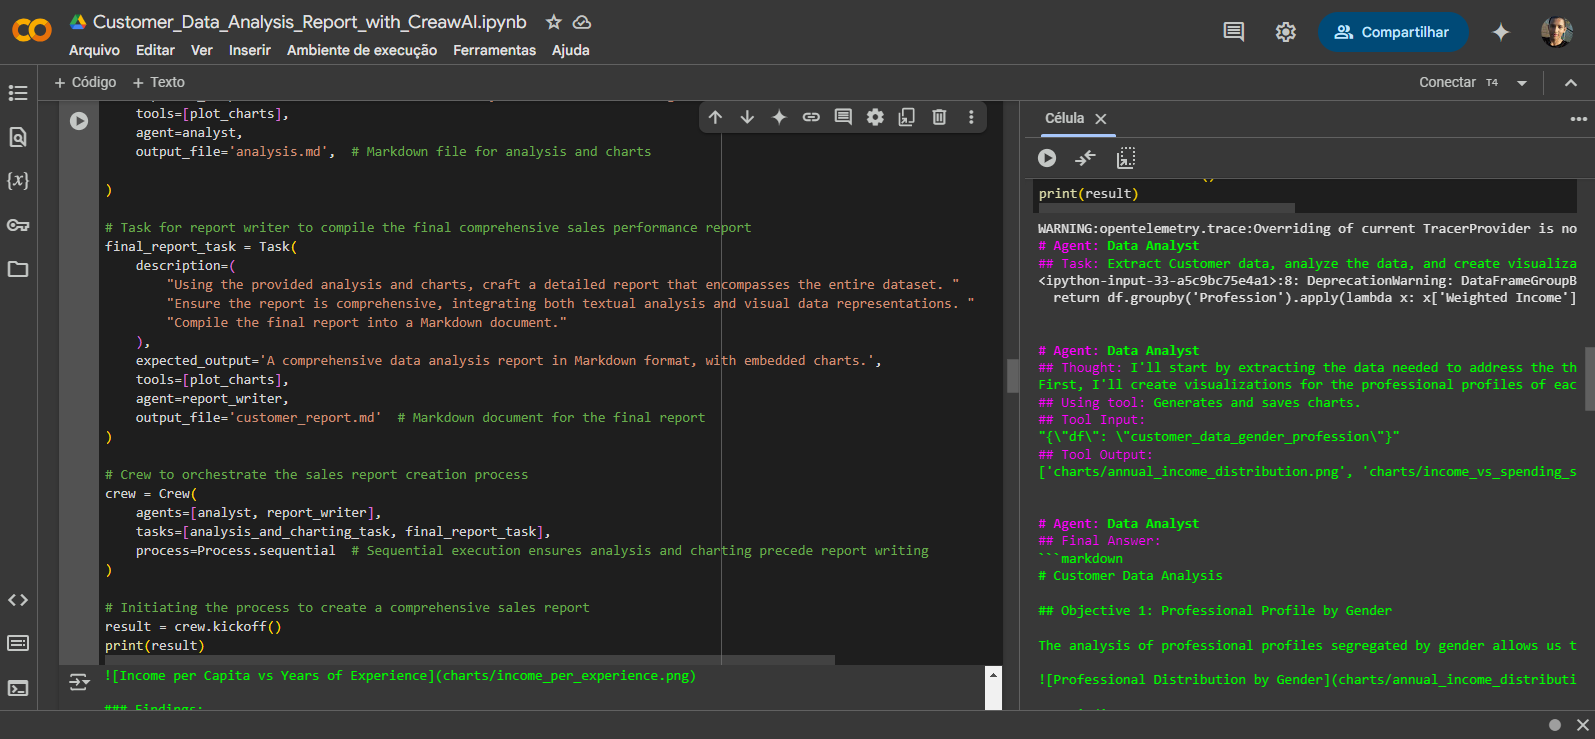 Customer_Data_Analysis_Report_with_CreawAI.ipynb
Arquivo Editar Ver Inserir Ambiente de execução Ferramentas Ajuda
Compartilhar
+ Código + Texto
Conectar T4
tools=[plot_charts],
agent=analyst,
output_file='analysis.md',  # Markdown file for analysis and charts
)
# Task for report writer to compile the final comprehensive sales performance report
final_report_task = Task(
description=(
"Using the provided analysis and charts, craft a detailed report that encompasses the entire dataset. "
"Ensure the report is comprehensive, integrating both textual analysis and visual data representations. "
"Compile the final report into a Markdown document."
),
expected_output='A comprehensive data analysis report in Markdown format, with embedded charts.',
tools=[plot_charts],
agent=report_writer,
output_file='customer_report.md'  # Markdown document for the final report
)
# Crew to orchestrate the sales report creation process
crew = Crew(
agents=[analyst, report_writer],
tasks=[analysis_and_charting_task, final_report_task],
process=Process.sequential  # Sequential execution ensures analysis and charting precede report writing
)
# Initiating the process to create a comprehensive sales report
result = crew.kickoff()
print(result)
![Income per Capita vs Years of Experience](charts/income_per_experience.png)
### Findings:
Célula
print(result)
WARNING:opentelemetry.trace:Overriding of current TracerProvider is no
# Agent: Data Analyst
## Task: Extract Customer data, analyze the data, and create visualiza
<ipython-input-33-a5c9bc75e4a1>:8: DeprecationWarning: DataFrameGroupB
return df.groupby('Profession').apply(lambda x: x['Weighted Income']
# Agent: Data Analyst
## Thought: I'll start by extracting the data needed to address the th
First, I'll create visualizations for the professional profiles of eac
## Using tool: Generates and saves charts.
## Tool Input:
"{\"df\": \"customer_data_gender_profession\"}"
## Tool Output:
['charts/annual_income_distribution.png', 'charts/income_vs_spending_s
# Agent: Data Analyst
## Final Answer:
```markdown
# Customer Data Analysis
## Objective 1: Professional Profile by Gender
The analysis of professional profiles segregated by gender allows us t
![Professional Distribution by Gender](charts/annual_income_distributi